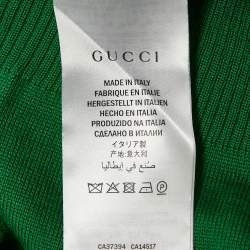 GUCCI
MADE IN ITALY
FABRIQUE EN ITALIE
HERGESTELLT IN ITALIEN
HECHO EN ITALIA
PRODUZIDO NA ITALIA
СДЕЛАНО В ИТАЛИИ
イタリア製
产地：意大利
صنع في إيطاليا
CA37394 CA14517